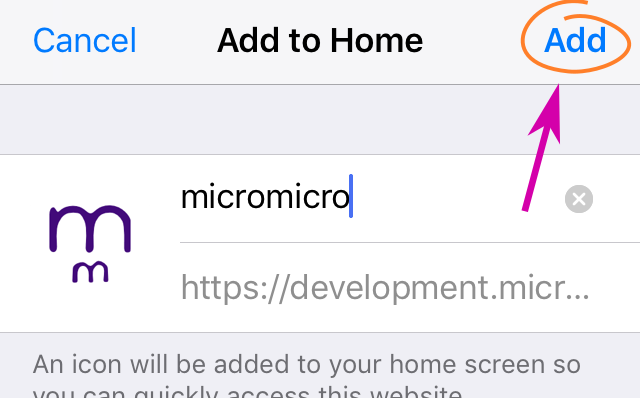 Cancel Add to Home Add
micromicro
m
m
https://development.micr...
An icon will be added to your home screen so
you can quickly access this website.